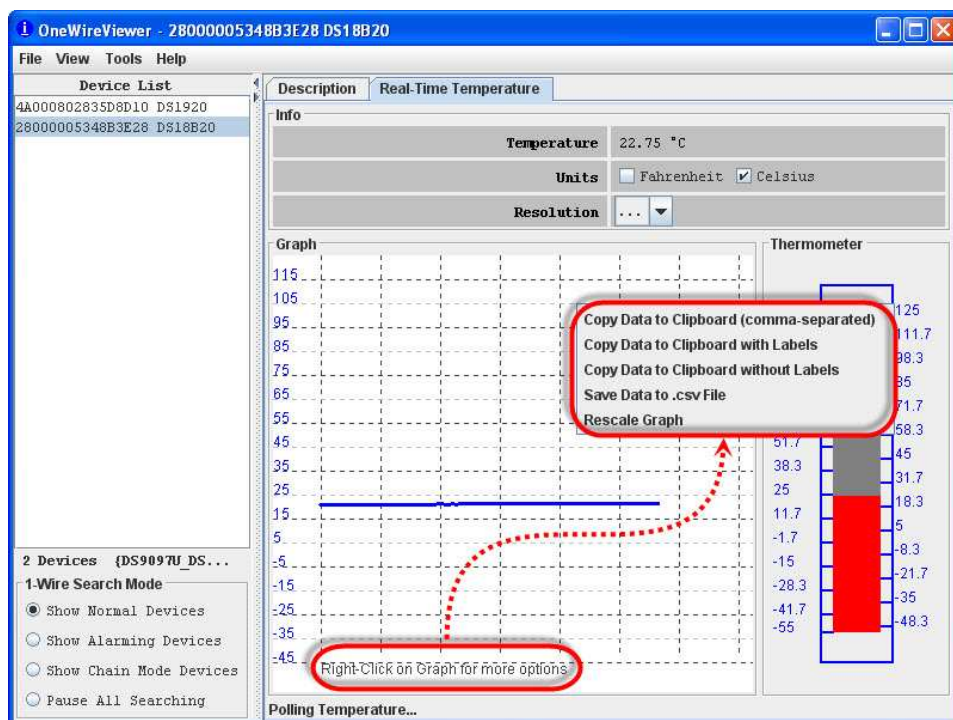 OneWireViewer - 28000005348B3E28 DS18B20
File View Tools Help
Device List
4A000802835D8D10 DS1920
28000005348B3E28 DS18B20
2 Devices {DS9097U_DS...
1-Wire Search Mode
Show Normal Devices
Show Alarming Devices
Show Chain Mode Devices
Pause All Searching
Description Real-Time Temperature
Info
Temperature 22.75 °C
Units Fahrenheit Celsius
Resolution ...
Graph
115
105
95
85
75
65
55
45
35
25
15
5
-5
-15
-25
-35
-45
Right-Click on Graph for more options
Copy Data to Clipboard (comma-separated)
Copy Data to Clipboard with Labels
Copy Data to Clipboard without Labels
Save Data to .csv File
Rescale Graph
Thermometer
51.7
38.3
25
11.7
-1.7
-15
-28.3
-41.7
-55
125
111.7
98.3
85
71.7
58.3
45
31.7
18.3
5
-8.3
-21.7
-35
-48.3
Polling Temperature...